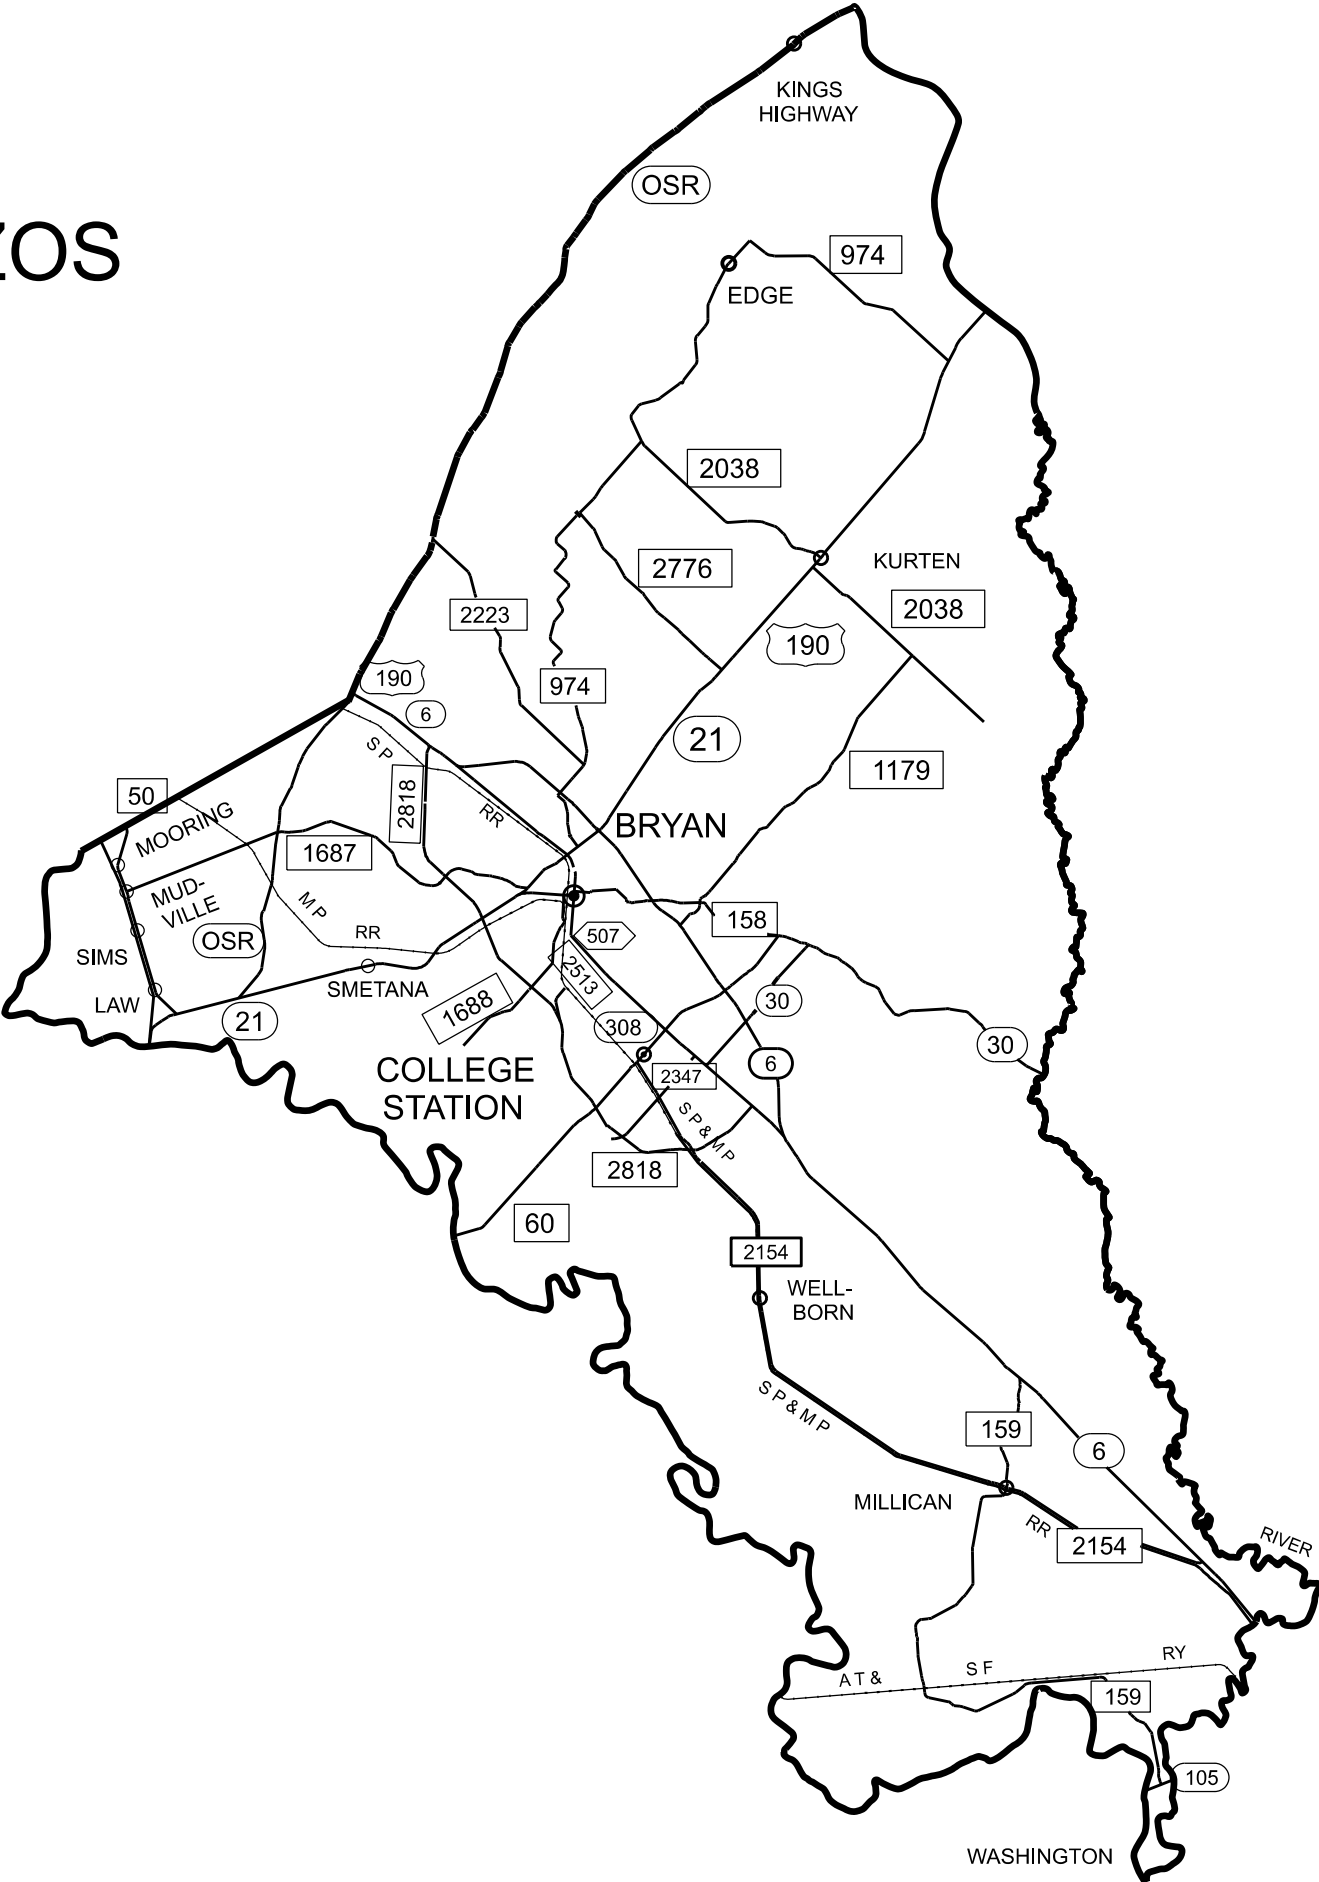 KINGS
HIGHWAY
OSR
ZOS
974
EDGE
2038
KURTEN
2776
2038
2223
190
190
974
6
21
S P
1179
2818
50
RR
BRYAN
MOORING
1687
MUD-
VILLE
M P
158
RR
507
OSR
SIMS
2513
SMETANA
LAW
1688
30
21
308
30
COLLEGE
STATION
6
2347
S P & M P
2818
60
2154
WELL-
BORN
S P & M P
159
6
MILLICAN
RR
2154
RIVER
A T &
S F
RY
159
105
WASHINGTON